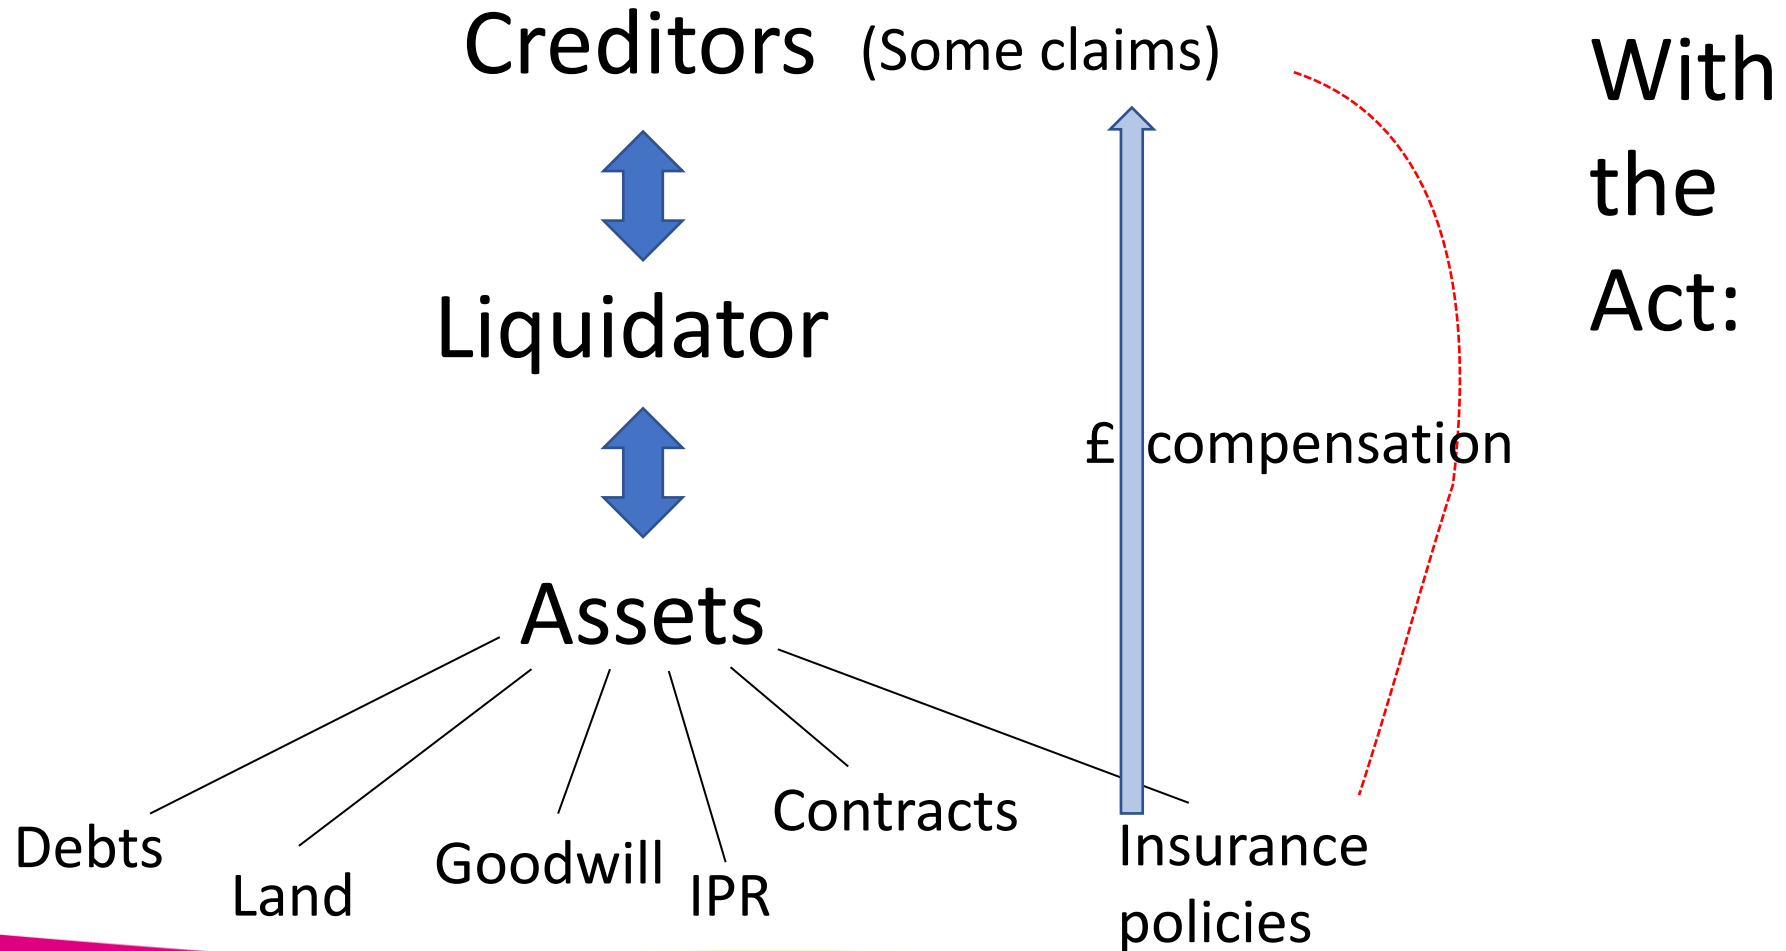 Creditors (Some claims)
With
the
Act:
Liquidator
£ compensation
Assets
Debts
Land
Goodwill
IPR
Contracts
Insurance
policies